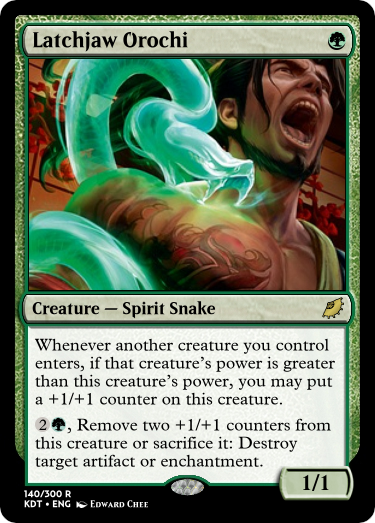 Latchjaw Orochi
Creature — Spirit Snake
Whenever another creature you control
enters, if that creature's power is greater
than this creature's power, you may put
a +1/+1 counter on this creature.
2, Remove two +1/+1 counters from
this creature or sacrifice it: Destroy
target artifact or enchantment.
1/1
140/300 R
KDT • ENG Edward Chee